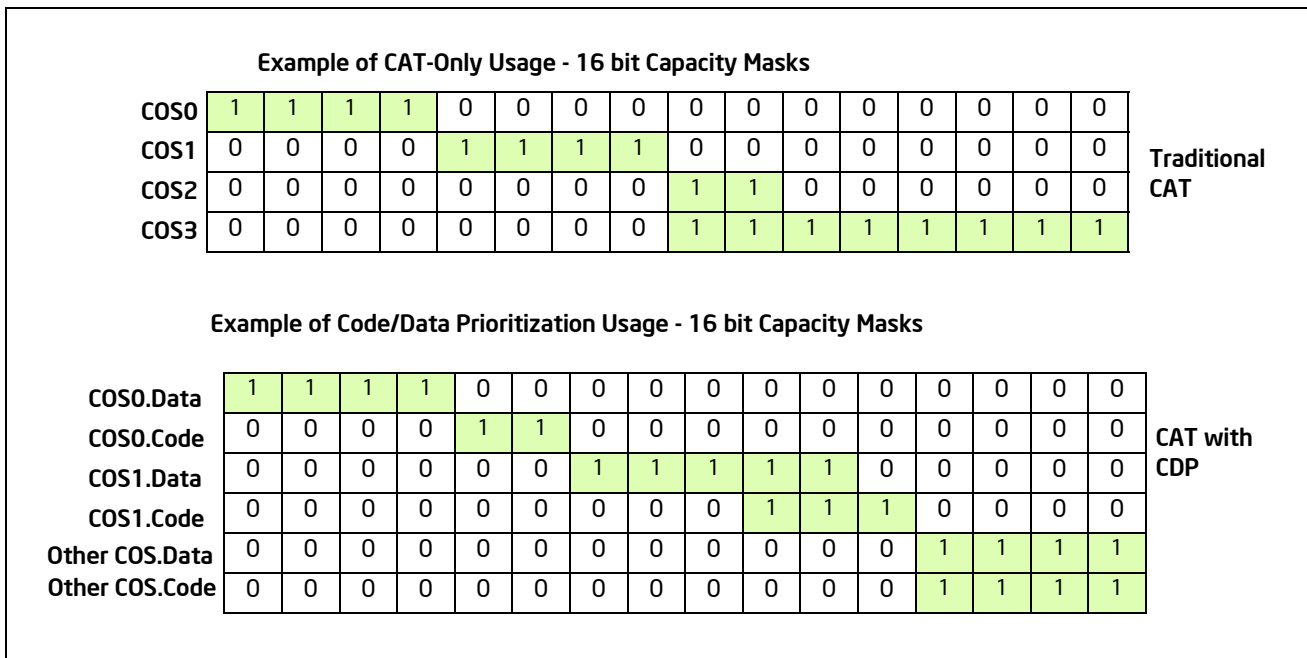 Example of CAT-Only Usage - 16 bit Capacity Masks
COS0 1 1 1 1 0 0 0 0 0 0 0 0 0 0 0 0
COS1 0 0 0 0 1 1 1 1 0 0 0 0 0 0 0 0
COS2 0 0 0 0 0 0 0 0 1 1 0 0 0 0 0 0
COS3 0 0 0 0 0 0 0 0 1 1 1 1 1 1 1 1
Traditional
CAT
Example of Code/Data Prioritization Usage - 16 bit Capacity Masks
COS0.Data 1 1 1 1 0 0 0 0 0 0 0 0 0 0 0 0
COS0.Code 0 0 0 0 1 1 0 0 0 0 0 0 0 0 0 0
COS1.Data 0 0 0 0 0 0 1 1 1 1 1 0 0 0 0 0
COS1.Code 0 0 0 0 0 0 0 0 0 1 1 1 0 0 0 0
Other COS.Data 0 0 0 0 0 0 0 0 0 0 0 0 1 1 1 1
Other COS.Code 0 0 0 0 0 0 0 0 0 0 0 0 1 1 1 1
CAT with
CDP